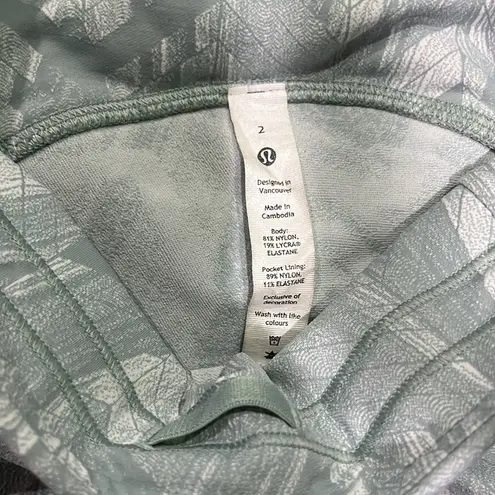 2
Designed in
Vancouver
Made in
Cambodia
Body:
81% NYLON,
19% LYCRA®
ELASTANE
Pocket Lining:
89% NYLON,
11% ELASTANE
Exclusive of
decoration
Wash with like
colours